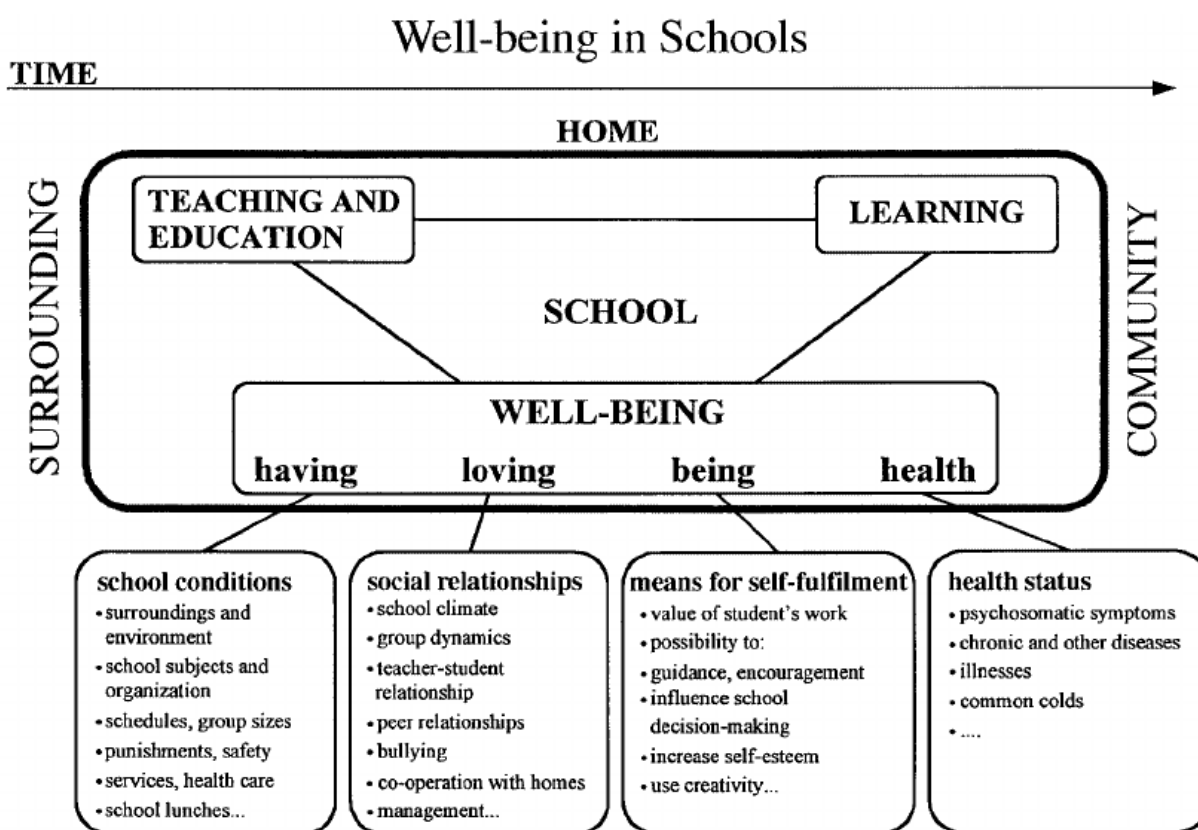 Well-being in Schools
TIME
HOME
SURROUNDING
COMMUNITY
TEACHING AND
EDUCATION
LEARNING
SCHOOL
WELL-BEING
having loving being health
school conditions
• surroundings and
environment
• school subjects and
organization
• schedules, group sizes
• punishments, safety
• services, health care
• school lunches...
social relationships
• school climate
• group dynamics
• teacher-student
relationship
• peer relationships
• bullying
• co-operation with homes
• management...
means for self-fulfilment
• value of student's work
• possibility to:
• guidance, encouragement
• influence school
decision-making
• increase self-esteem
• use creativity...
health status
• psychosomatic symptoms
• chronic and other diseases
• illnesses
• common colds
• ....